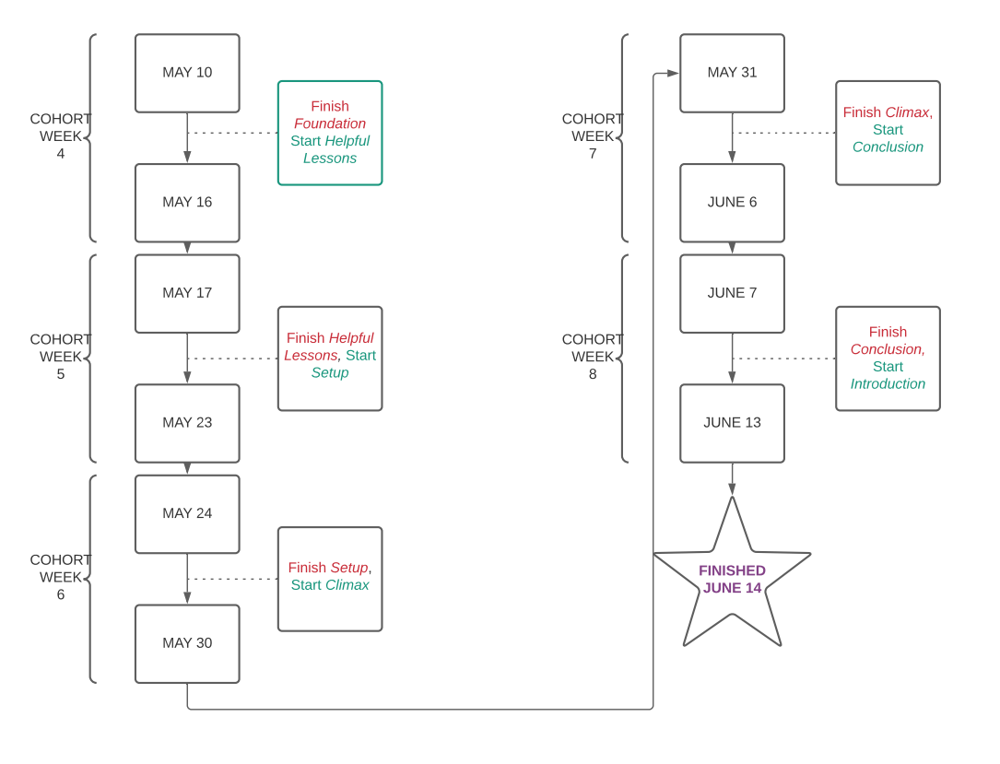 COHORT
WEEK
4
MAY 10
Finish
Foundation
Start Helpful
Lessons
MAY 16
COHORT
WEEK
5
MAY 17
Finish Helpful
Lessons, Start
Setup
MAY 23
COHORT
WEEK
6
MAY 24
Finish Setup,
Start Climax
MAY 30
COHORT
WEEK
7
MAY 31
Finish Climax,
Start
Conclusion
JUNE 6
COHORT
WEEK
8
JUNE 7
Finish
Conclusion,
Start
Introduction
JUNE 13
FINISHED
JUNE 14